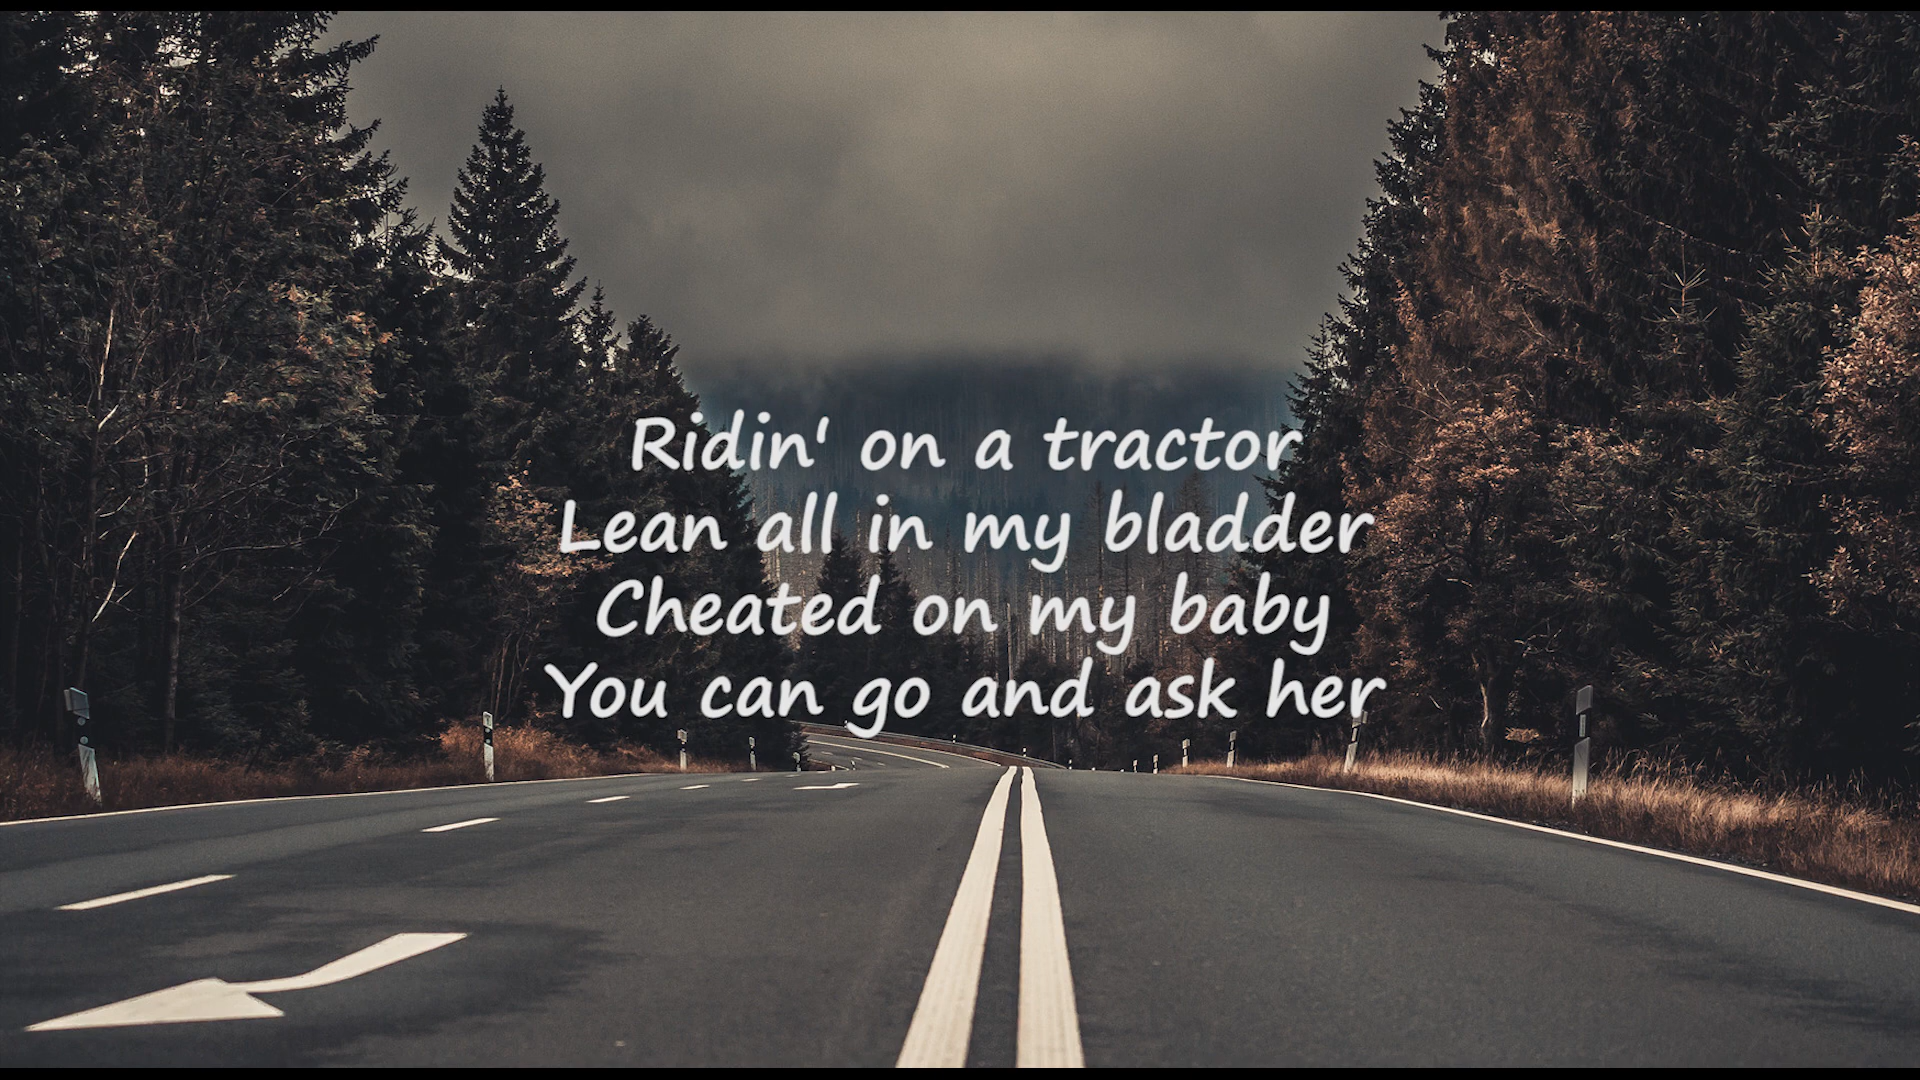 Ridin' on a tractor
Lean all in my bladder
Cheated on my baby
You can go and ask her